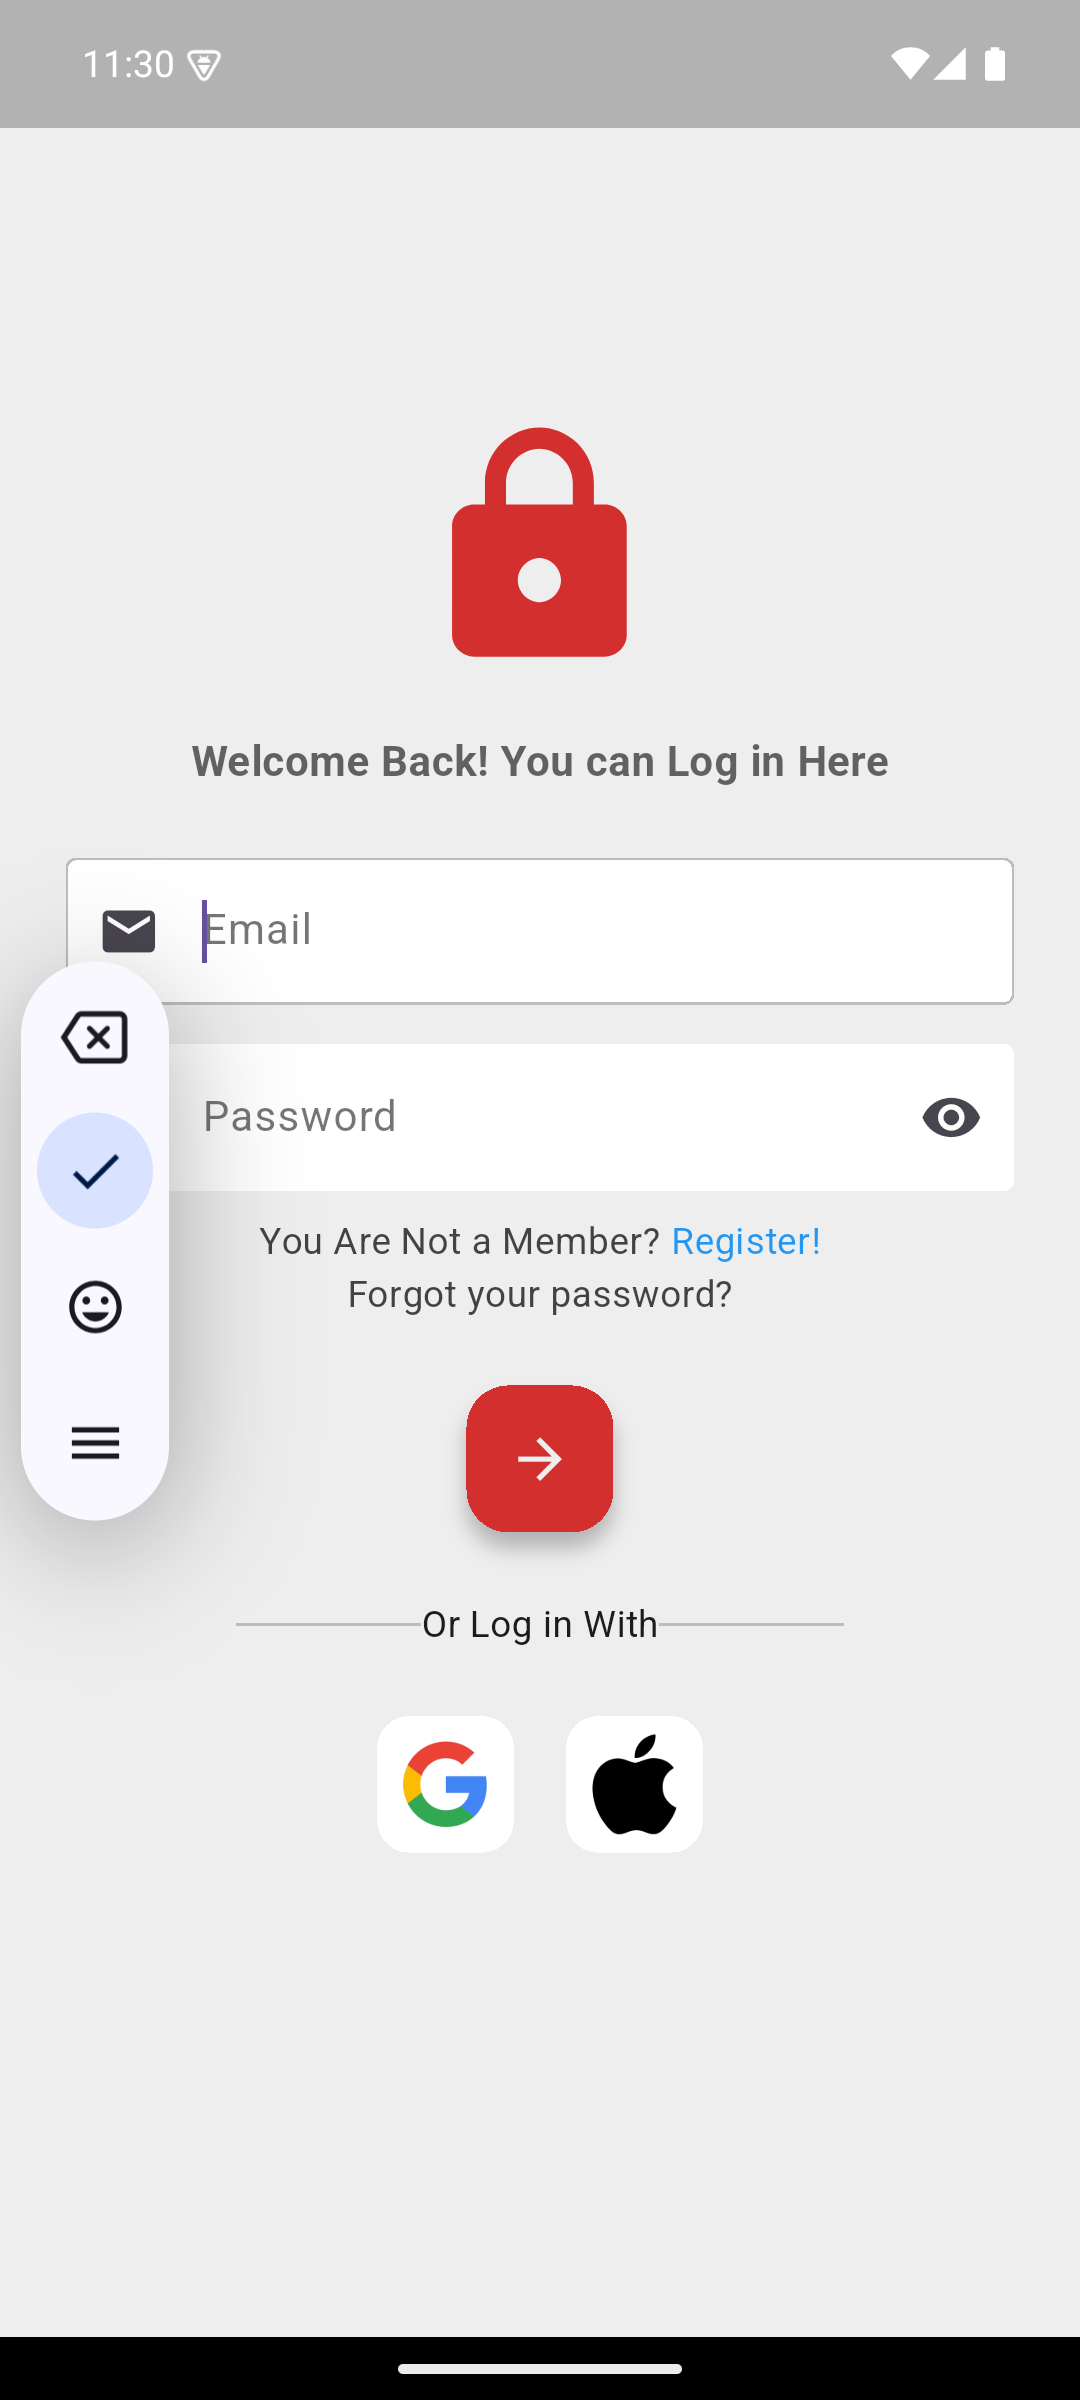 11:30
Welcome Back! You can Log in Here
Email
Password
You Are Not a Member? Register!
Forgot your password?
Or Log in With